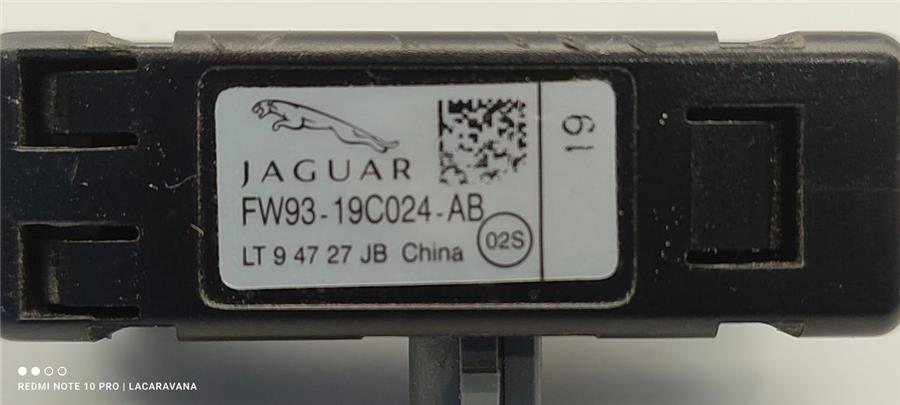 JAGUAR
FW93-19C024-AB
LT 9 47 27 JB China
02S
19
REDMI NOTE 10 PRO | LACARAVANA